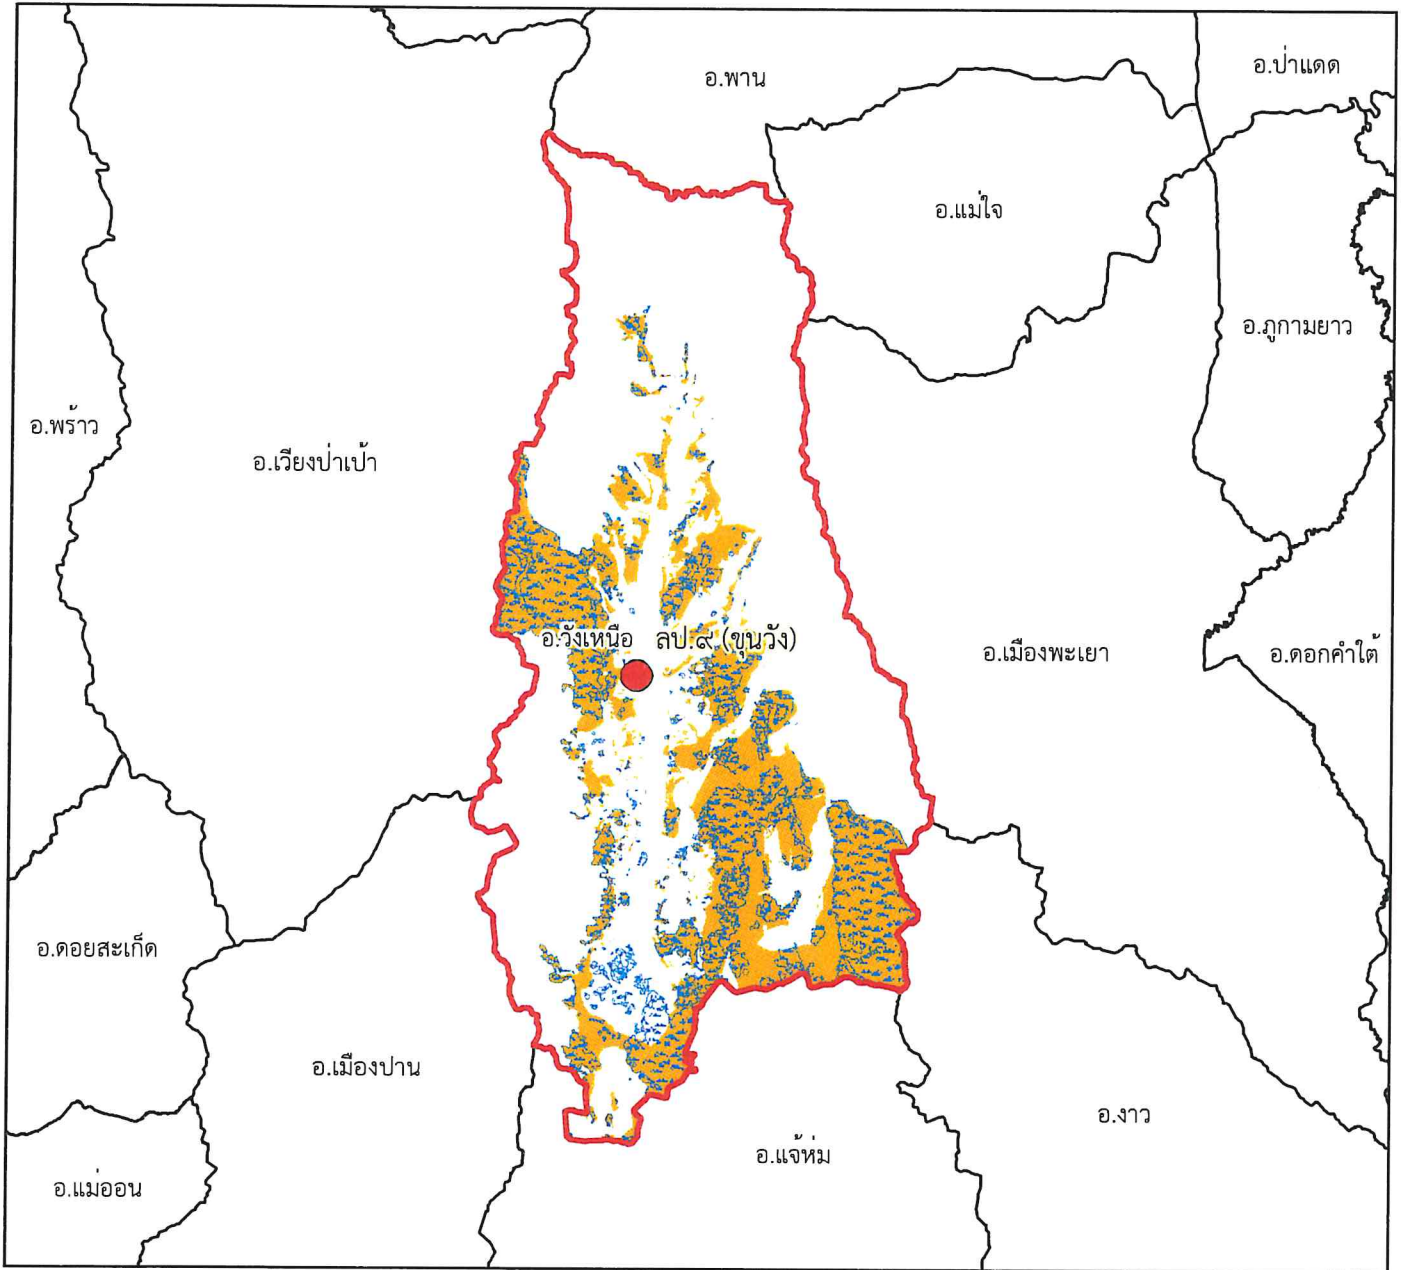 อ.พาน
อ.ป่าแดด
อ.แม่ใจ
อ.ภูกามยาว
อ.พร้าว
อ.เวียงป่าเป้า
อ.วังเหนือ ลป.๙ (ขุนวัง)
อ.เมืองพะเยา
อ.ดอกคำใต้
อ.ดอยสะเก็ด
อ.เมืองปาน
อ.งาว
อ.แจ้ห่ม
อ.แม่ออน